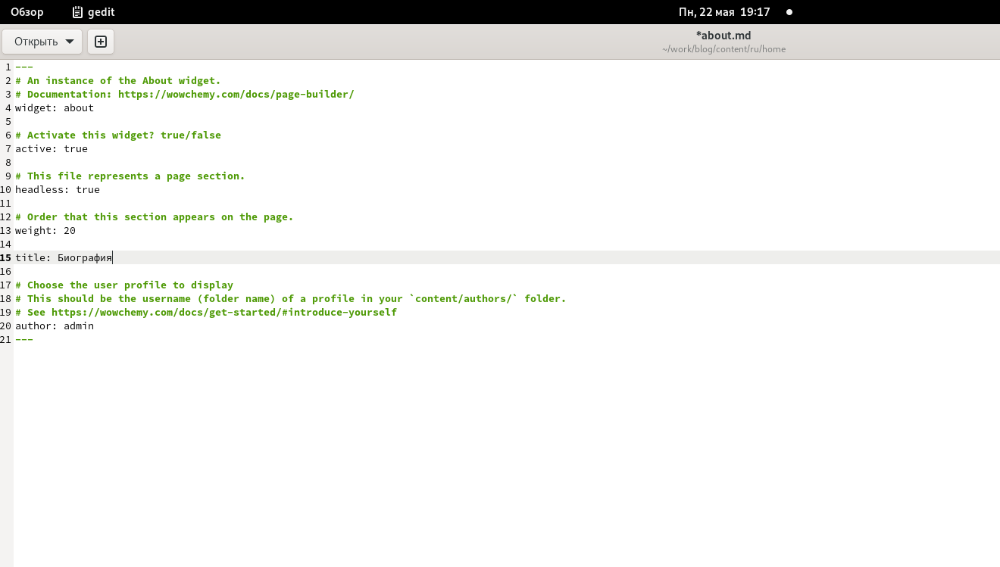 Обзор gedit Пн, 22 мая 19:17
Открыть *about.md
~/work/blog/content/ru/home
1 ---
2 # An instance of the About widget.
3 # Documentation: https://wowchemy.com/docs/page-builder/
4 widget: about
5
6 # Activate this widget? true/false
7 active: true
8
9 # This file represents a page section.
10 headless: true
11
12 # Order that this section appears on the page.
13 weight: 20
14
15 title: Биография
16
17 # Choose the user profile to display
18 # This should be the username (folder name) of a profile in your `content/authors/` folder.
19 # See https://wowchemy.com/docs/get-started/#introduce-yourself
20 author: admin
21 ---